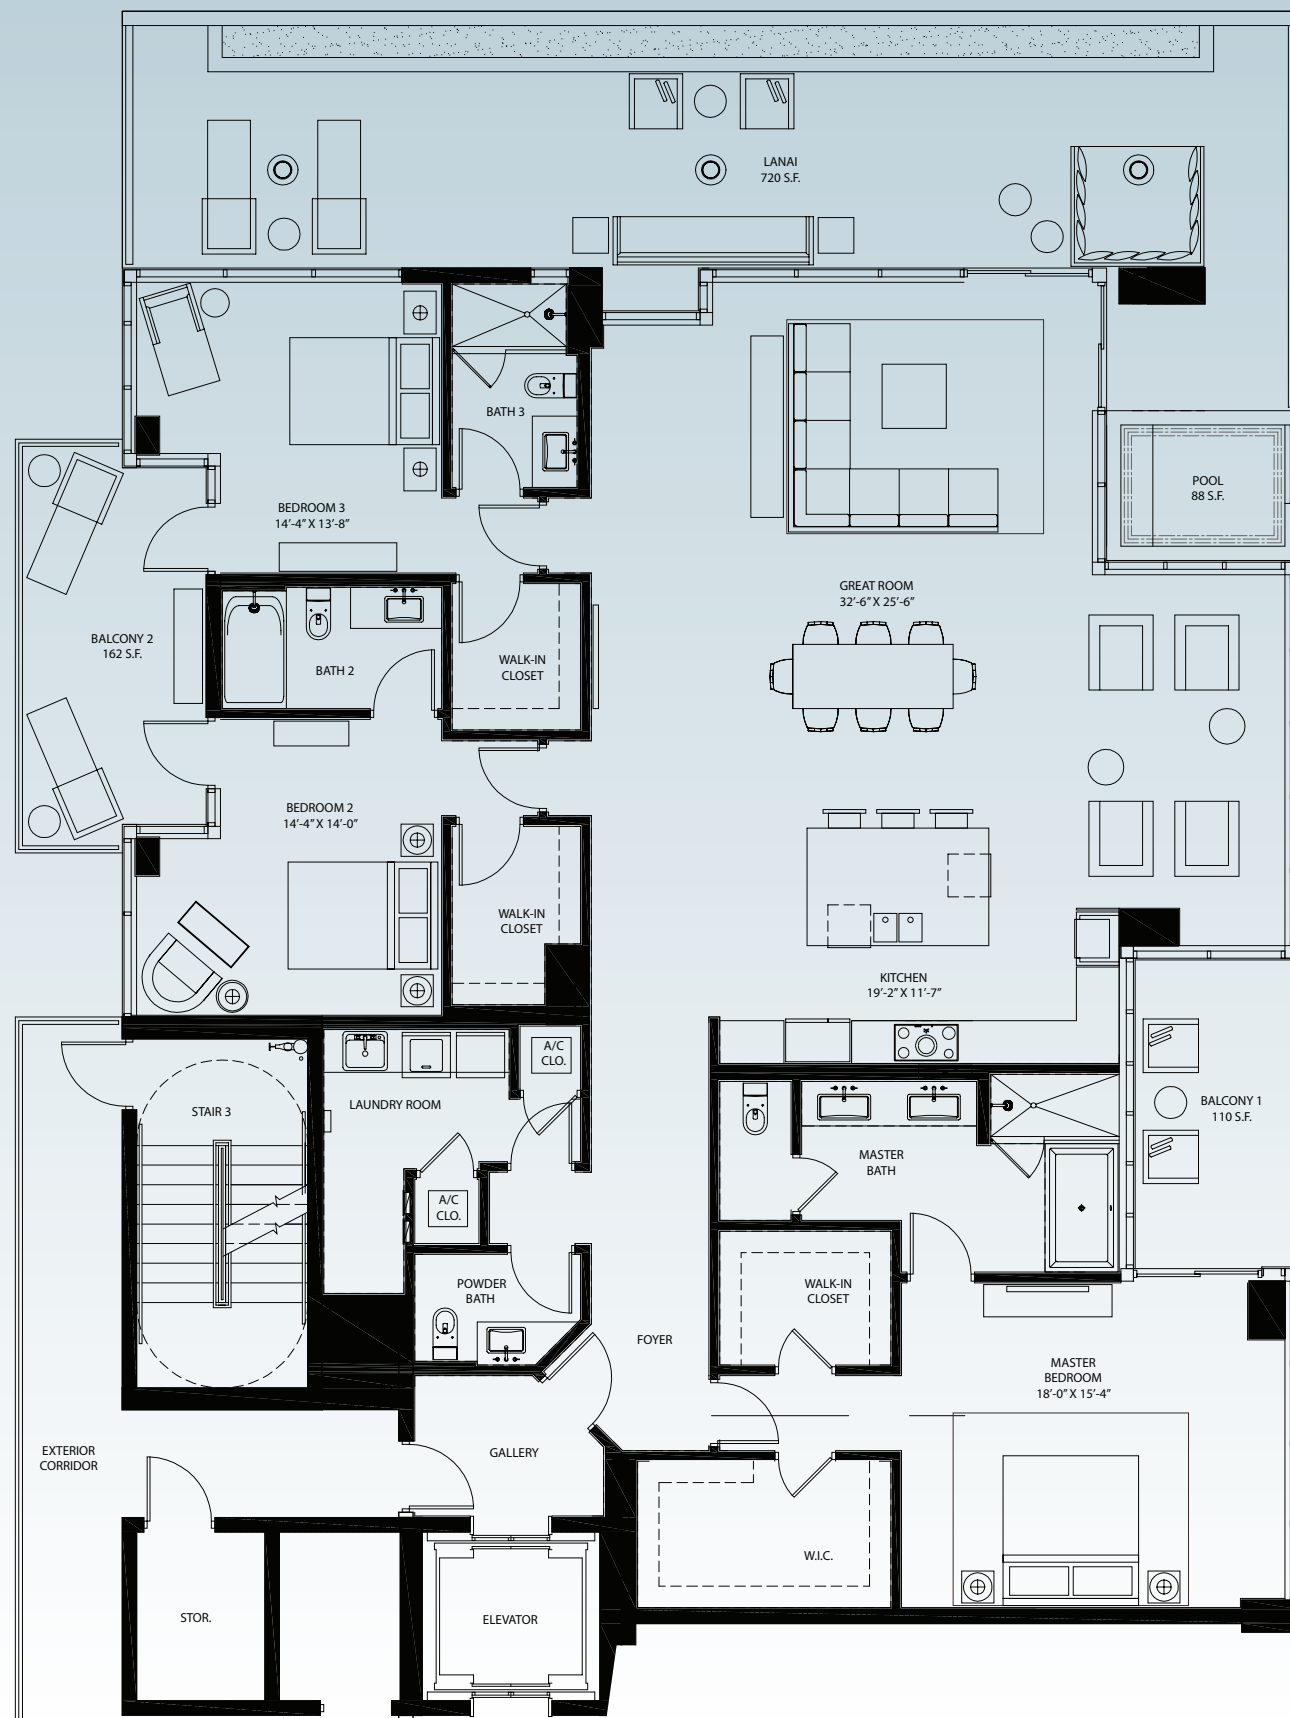 LANAI
720 S.F.
BATH 3
POOL
88 S.F.
BEDROOM 3
14'-4" X 13'-8"
GREAT ROOM
32'-6" X 25'-6"
BALCONY 2
162 S.F.
BATH 2
WALK-IN
CLOSET
BEDROOM 2
14'-4" X 14'-0"
WALK-IN
CLOSET
KITCHEN
19'-2" X 11'-7"
A/C
CLO.
STAIR 3
LAUNDRY ROOM
BALCONY 1
110 S.F.
MASTER
BATH
A/C
CLO.
POWDER
BATH
WALK-IN
CLOSET
FOYER
MASTER
BEDROOM
18'-0" X 15'-4"
EXTERIOR
CORRIDOR
GALLERY
W.I.C.
STOR.
ELEVATOR